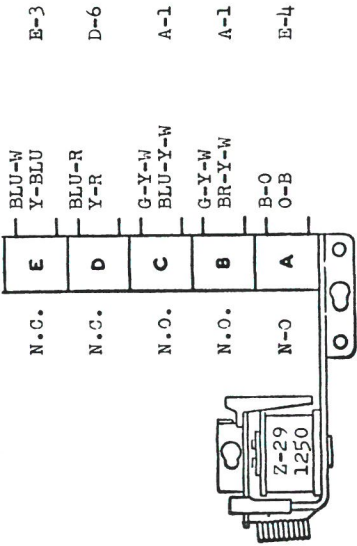 BLU-W
Y-BLU
E-3
N.C.
E
BLU-R
Y-R
D-6
N.C.
D
G-Y-W
BLU-Y-W
A-1
N.O.
C
G-Y-W
BR-Y-W
A-1
N.O.
B
B-O
O-B
E-4
N-O
A
Z-29
1250